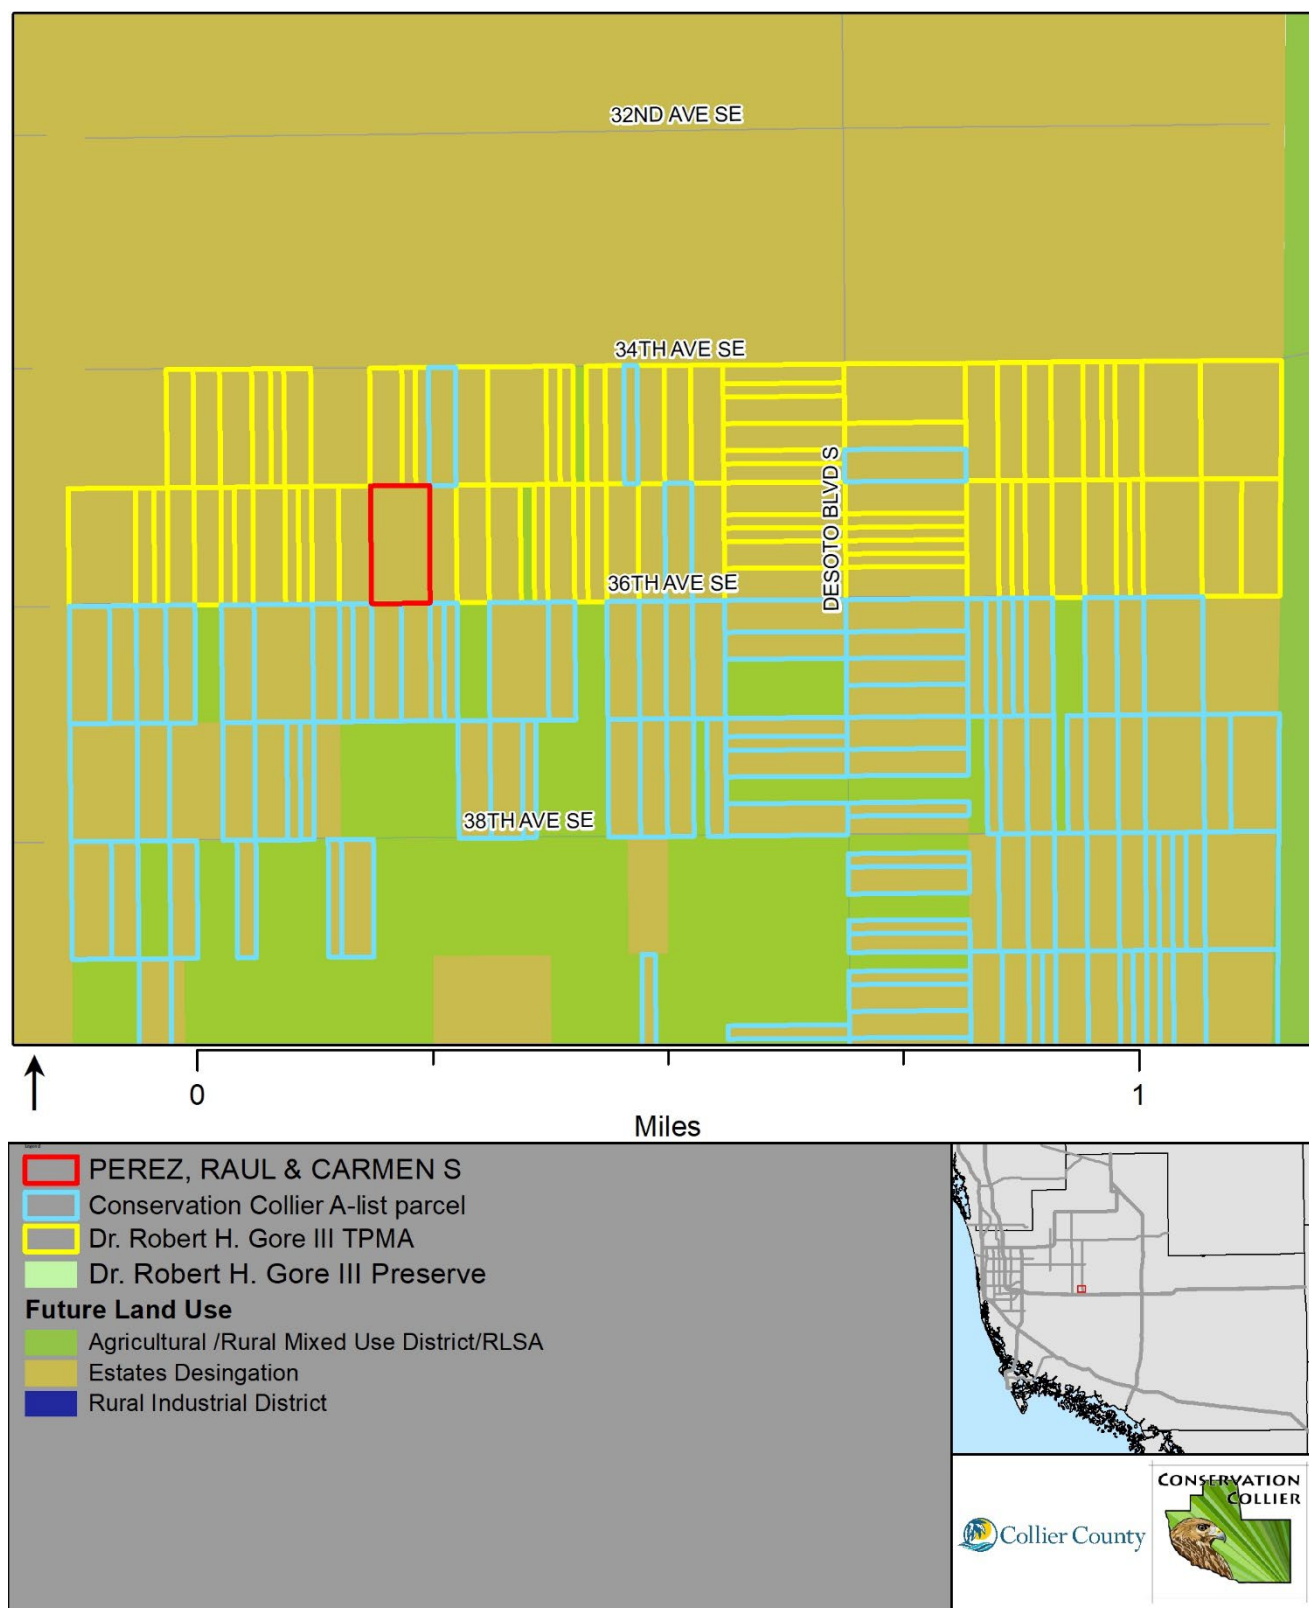 32ND AVE SE
34TH AVE SE
DESOTO BLVD S
36TH AVE SE
38TH AVE SE
0
1
Miles
PEREZ, RAUL & CARMEN S
Conservation Collier A-list parcel
Dr. Robert H. Gore III TPMA
Dr. Robert H. Gore III Preserve
Future Land Use
Agricultural /Rural Mixed Use District/RLSA
Estates Desingation
Rural Industrial District
Collier County
CONSERVATION
COLLIER